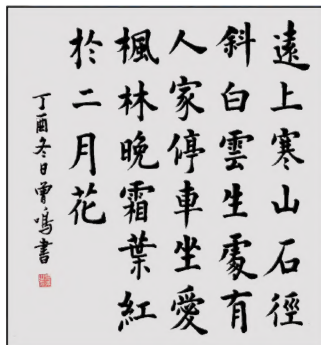 遠上寒山石徑
斜白雲生處有
人家停車坐愛
楓林晚霜葉紅
於二月花
丁酉冬日曾鳴書